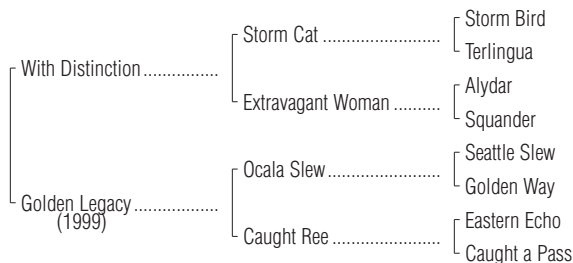 Storm Bird
Storm Cat ........................
Terlingua
With Distinction ...............
Alydar
Extravagant Woman ..........
Squander
Seattle Slew
Ocala Slew .......................
Golden Way
Golden Legacy .................
(1999)
Eastern Echo
Caught Ree ......................
Caught a Pass